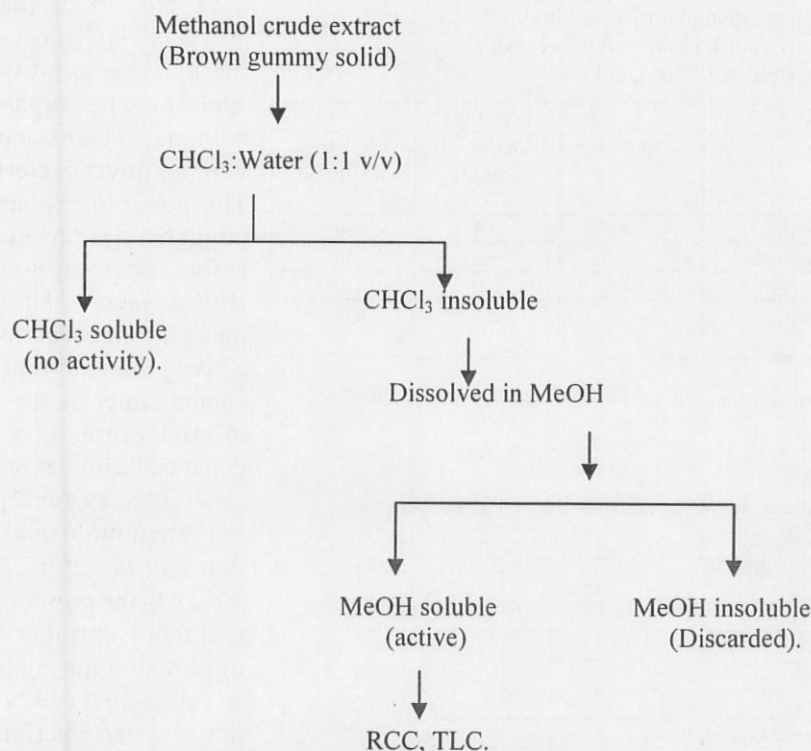 Methanol crude extract
(Brown gummy solid)
CHCl₃:Water (1:1 v/v)
CHCl₃ soluble
(no activity).
CHCl₃ insoluble
Dissolved in MeOH
MeOH soluble
(active)
MeOH insoluble
(Discarded).
RCC, TLC.